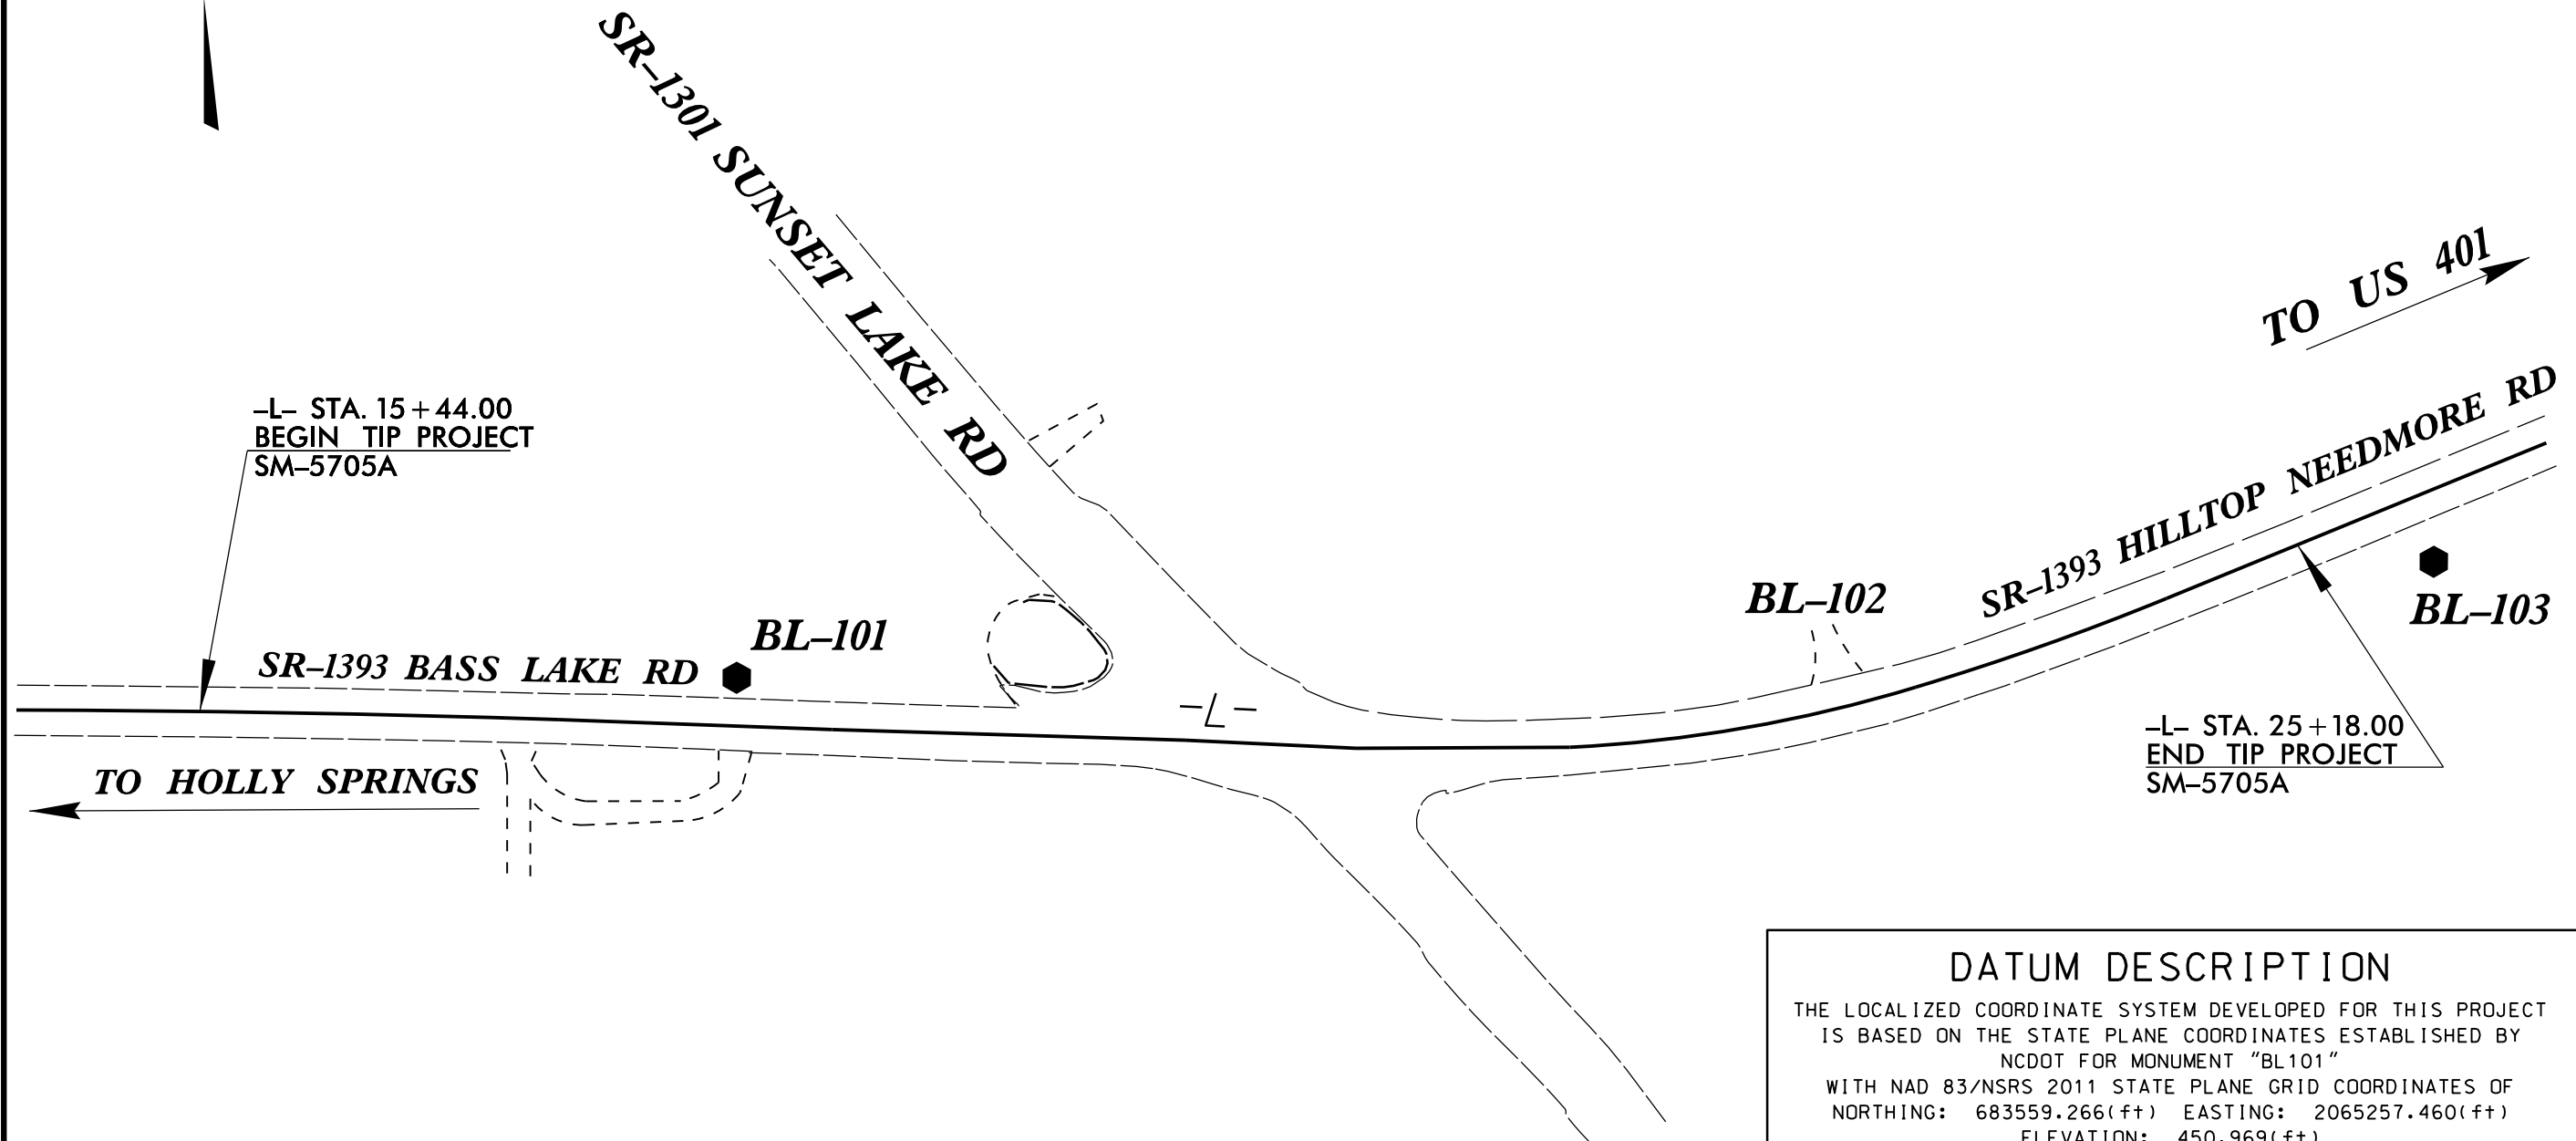 SR-1301 SUNSET LAKE RD
TO US 401
-L- STA. 15+44.00
BEGIN TIP PROJECT
SM-5705A
SR-1393 HILLTOP NEEDMORE RD
BL-102
BL-103
BL-101
SR-1393 BASS LAKE RD
-L-
-L- STA. 25+18.00
END TIP PROJECT
SM-5705A
TO HOLLY SPRINGS
DATUM DESCRIPTION
THE LOCALIZED COORDINATE SYSTEM DEVELOPED FOR THIS PROJECT
IS BASED ON THE STATE PLANE COORDINATES ESTABLISHED BY
NCDOT FOR MONUMENT "BL101"
WITH NAD 83/NSRS 2011 STATE PLANE GRID COORDINATES OF
NORTHING: 683559.266(ft) EASTING: 2065257.460(ft)
ELEVATION: 450.969(ft)